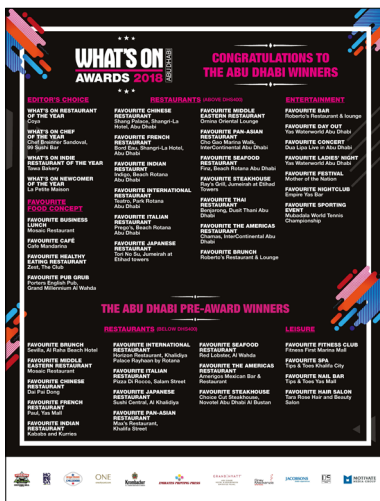 WHAT'S ON
ABU DHABI
AWARDS 2018
CONGRATULATIONS TO
THE ABU DHABI WINNERS
EDITOR'S CHOICE
WHAT'S ON RESTAURANT
OF THE YEAR
Coya
WHAT'S ON CHEF
OF THE YEAR
Chef Brenner Sandoval,
99 Sushi Bar
WHAT'S ON INDIE
RESTAURANT OF THE YEAR
Tawa Bakery
WHAT'S ON NEWCOMER
OF THE YEAR
La Petite Maison
FAVOURITE
FOOD CONCEPT
FAVOURITE BUSINESS
LUNCH
Mosaic Restaurant
FAVOURITE CAFÉ
Cafe Mandarina
FAVOURITE HEALTHY
EATING RESTAURANT
Zest, The Club
FAVOURITE PUB GRUB
Porters English Pub,
Grand Millennium Al Wahda
RESTAURANTS (ABOVE DHS400)
FAVOURITE CHINESE
RESTAURANT
Shang Palace, Shangri-La
Hotel, Abu Dhabi
FAVOURITE FRENCH
RESTAURANT
Bord Eau, Shangri-La Hotel,
Abu Dhabi
FAVOURITE INDIAN
RESTAURANT
Indigo, Beach Rotana
Abu Dhabi
FAVOURITE INTERNATIONAL
RESTAURANT
Teatro, Park Rotana
Abu Dhabi
FAVOURITE ITALIAN
RESTAURANT
Prego's, Beach Rotana
Abu Dhabi
FAVOURITE JAPANESE
RESTAURANT
Tori No Su, Jumeirah at
Etihad towers
FAVOURITE MIDDLE
EASTERN RESTAURANT
Ornina Oriental Lounge
FAVOURITE PAN-ASIAN
RESTAURANT
Cho Gao Marina Walk,
InterContinental Abu Dhabi
FAVOURITE SEAFOOD
RESTAURANT
Finz, Beach Rotana Abu Dhabi
FAVOURITE STEAKHOUSE
Ray's Grill, Jumeirah at Etihad
Towers
FAVOURITE THAI
RESTAURANT
Benjarong, Dusit Thani Abu
Dhabi
FAVOURITE THE AMERICAS
RESTAURANT
Chamas, InterContinental Abu
Dhabi
FAVOURITE BRUNCH
Roberto's Restaurant & Lounge
ENTERTAINMENT
FAVOURITE BAR
Roberto's Restaurant & lounge
FAVOURITE DAY OUT
Yas Waterworld Abu Dhabi
FAVOURITE CONCERT
Dua Lipa Live in Abu Dhabi
FAVOURITE LADIES' NIGHT
Yas Waterworld Abu Dhabi
FAVOURITE FESTIVAL
Mother of the Nation
FAVOURITE NIGHTCLUB
Empire Yas Bar
FAVOURITE SPORTING
EVENT
Mubadala World Tennis
Championship
THE ABU DHABI PRE-AWARD WINNERS
RESTAURANTS (BELOW DHS400)
FAVOURITE BRUNCH
Sevilla, Al Raha Beach Hotel
FAVOURITE MIDDLE
EASTERN RESTAURANT
Mosaic Restaurant
FAVOURITE CHINESE
RESTAURANT
Dai Pai Dong
FAVOURITE FRENCH
RESTAURANT
Paul, Yas Mall
FAVOURITE INDIAN
RESTAURANT
Kababs and Kurries
FAVOURITE INTERNATIONAL
RESTAURANT
Horizon Restaurant, Khalidiya
Palace Rayhaan by Rotana
FAVOURITE ITALIAN
RESTAURANT
Pizza Di Rocco, Salam Street
FAVOURITE JAPANESE
RESTAURANT
Sushi Central, Al Khalidiya
FAVOURITE PAN-ASIAN
RESTAURANT
Max's Restaurant,
Khalifa Street
FAVOURITE SEAFOOD
RESTAURANT
Red Lobster, Al Wahda
FAVOURITE THE AMERICAS
RESTAURANT
Amerigos Mexican Bar &
Restaurant
FAVOURITE STEAKHOUSE
Choice Cut Steakhouse,
Novotel Abu Dhabi Al Bustan
LEISURE
FAVOURITE FITNESS CLUB
Fitness First Marina Mall
FAVOURITE SPA
Tips & Toes Khalifa City
FAVOURITE NAIL BAR
Tips & Toes Yas Mall
FAVOURITE HAIR SALON
Tara Rose Hair and Beauty
Salon
ONE
Krombacher
EMIRATES PRINTING PRESS
JACOBSONS
MOTIVATE
MEDIA GROUP